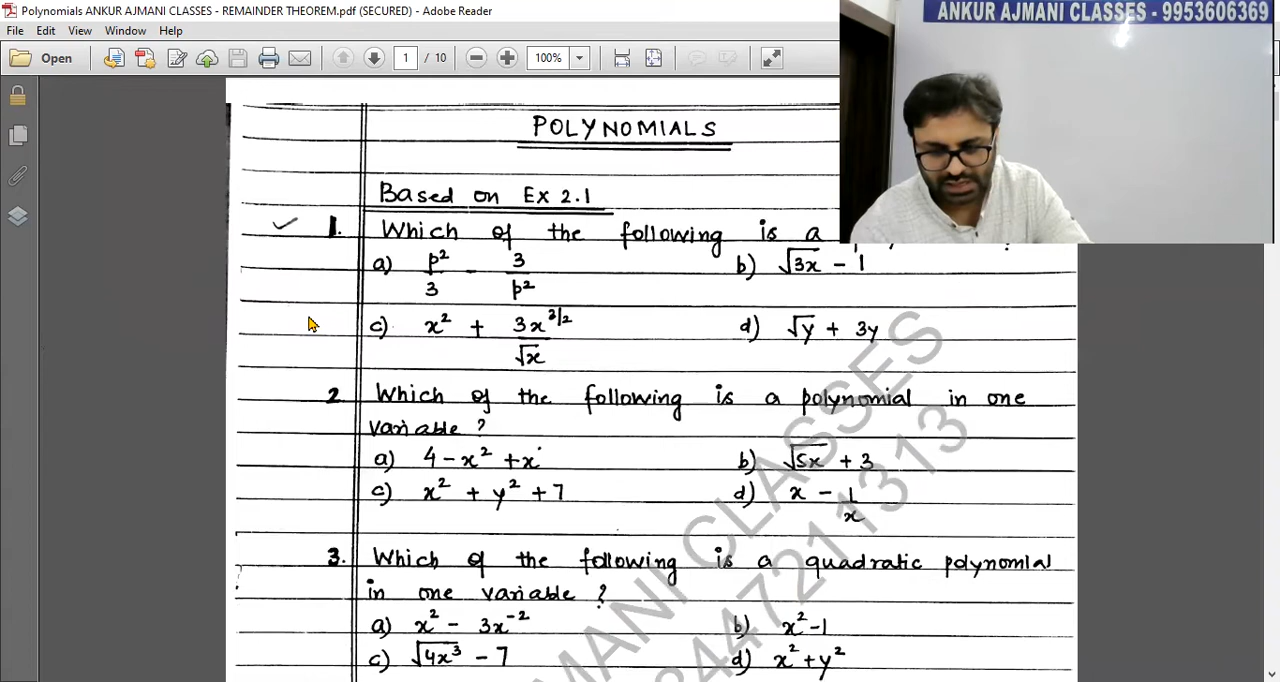 Polynomials ANKUR AJMANI CLASSES - REMAINDER THEOREM.pdf (SECURED) - Adobe Reader
File Edit View Window Help
Open 1 / 10 100%
ANKUR AJMANI CLASSES - 9953606369
POLYNOMIALS
Based on Ex 2.1
1. Which of the following is a
a) p²/3 - 3/p² b) √3x - 1
c) x² + 3x^(3/2)/√x d) √y + 3y
2 Which of the following is a polynomial in one
variable ?
a) 4 - x² + x b) √5x + 3
c) x² + y² + 7 d) x - 1/x
3. Which of the following is a quadratic polynomial
in one variable ?
a) x² - 3x⁻² b) x² - 1
c) √4x³ - 7 d) x² + y²
MANI CLASSES
8447211313